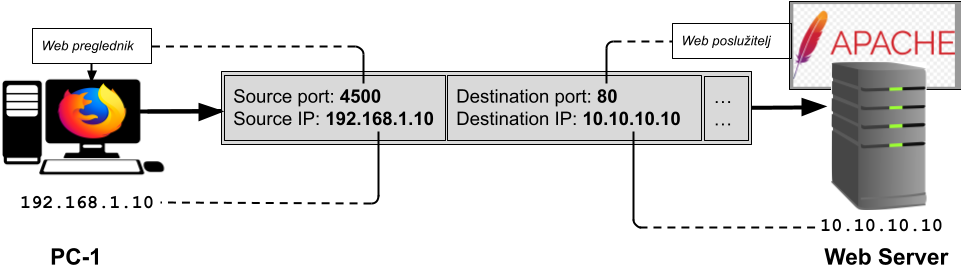 Web preglednik
Web poslužitelj
APACHE
Source port: 4500
Source IP: 192.168.1.10
Destination port: 80
Destination IP: 10.10.10.10
...
...
192.168.1.10
10.10.10.10
PC-1
Web Server